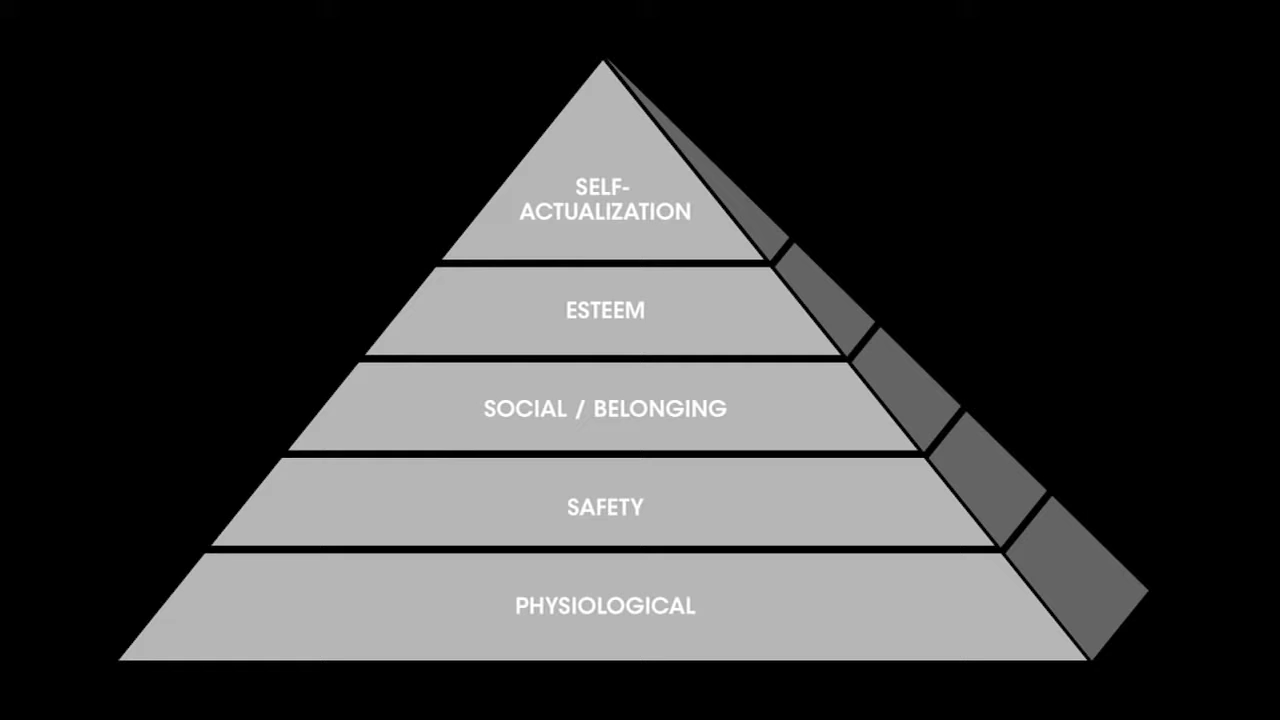 SELF-
ACTUALIZATION
ESTEEM
SOCIAL / BELONGING
SAFETY
PHYSIOLOGICAL